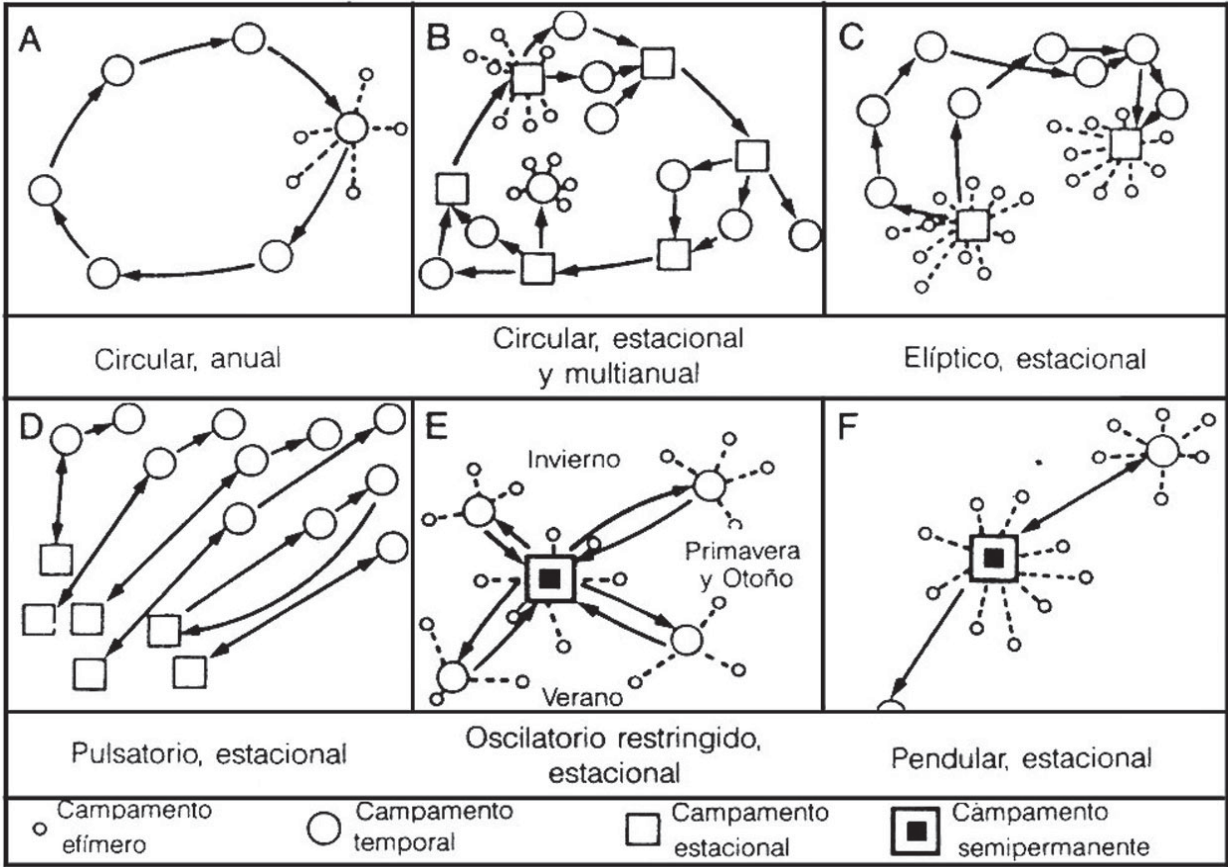 A
B
C
Circular, anual
Circular, estacional
y multianual
Elíptico, estacional
D
E
F
Invierno
Primavera
y Otoño
Verano
Pulsatorio, estacional
Oscilatorio restringido,
estacional
Pendular, estacional
Campamento
efímero
Campamento
temporal
Campamento
estacional
Campamento
semipermanente